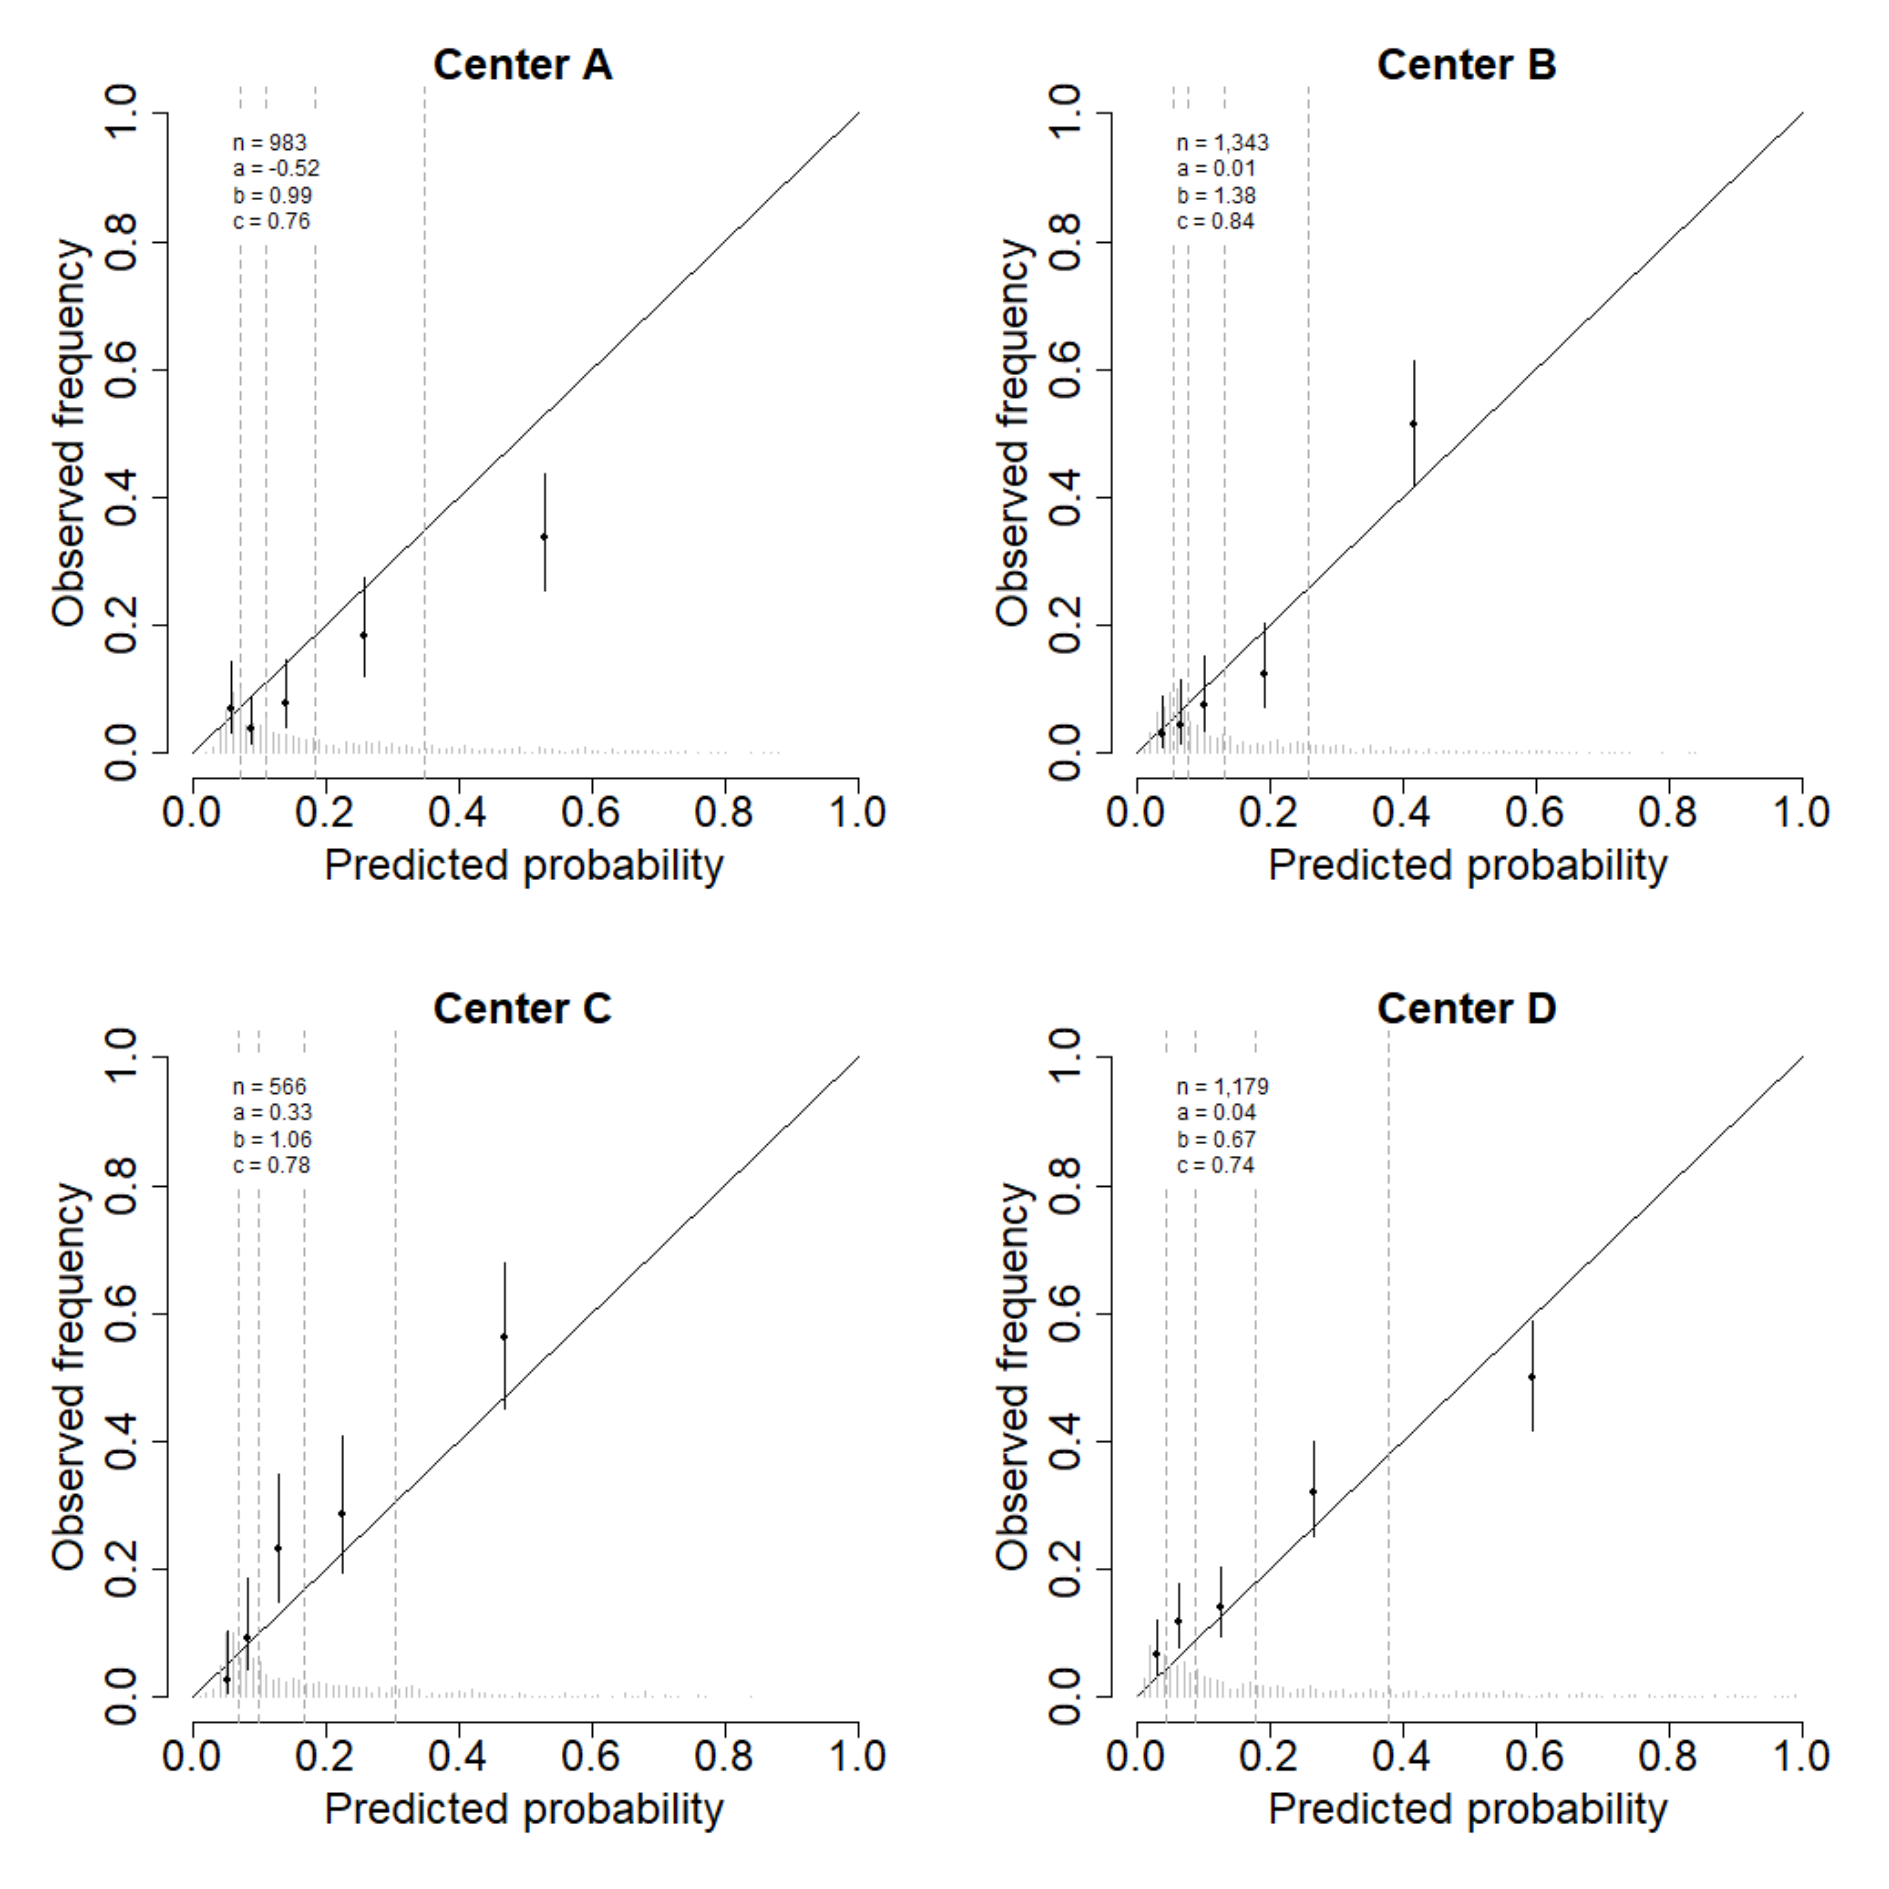 Center A
n = 983
a = -0.52
b = 0.99
c = 0.76
Observed frequency
1.0
0.8
0.6
0.4
0.2
0.0
0.0 0.2 0.4 0.6 0.8 1.0
Predicted probability
Center B
n = 1,343
a = 0.01
b = 1.38
c = 0.84
Observed frequency
1.0
0.8
0.6
0.4
0.2
0.0
0.0 0.2 0.4 0.6 0.8 1.0
Predicted probability
Center C
n = 566
a = 0.33
b = 1.06
c = 0.78
Observed frequency
1.0
0.8
0.6
0.4
0.2
0.0
0.0 0.2 0.4 0.6 0.8 1.0
Predicted probability
Center D
n = 1,179
a = 0.04
b = 0.67
c = 0.74
Observed frequency
1.0
0.8
0.6
0.4
0.2
0.0
0.0 0.2 0.4 0.6 0.8 1.0
Predicted probability